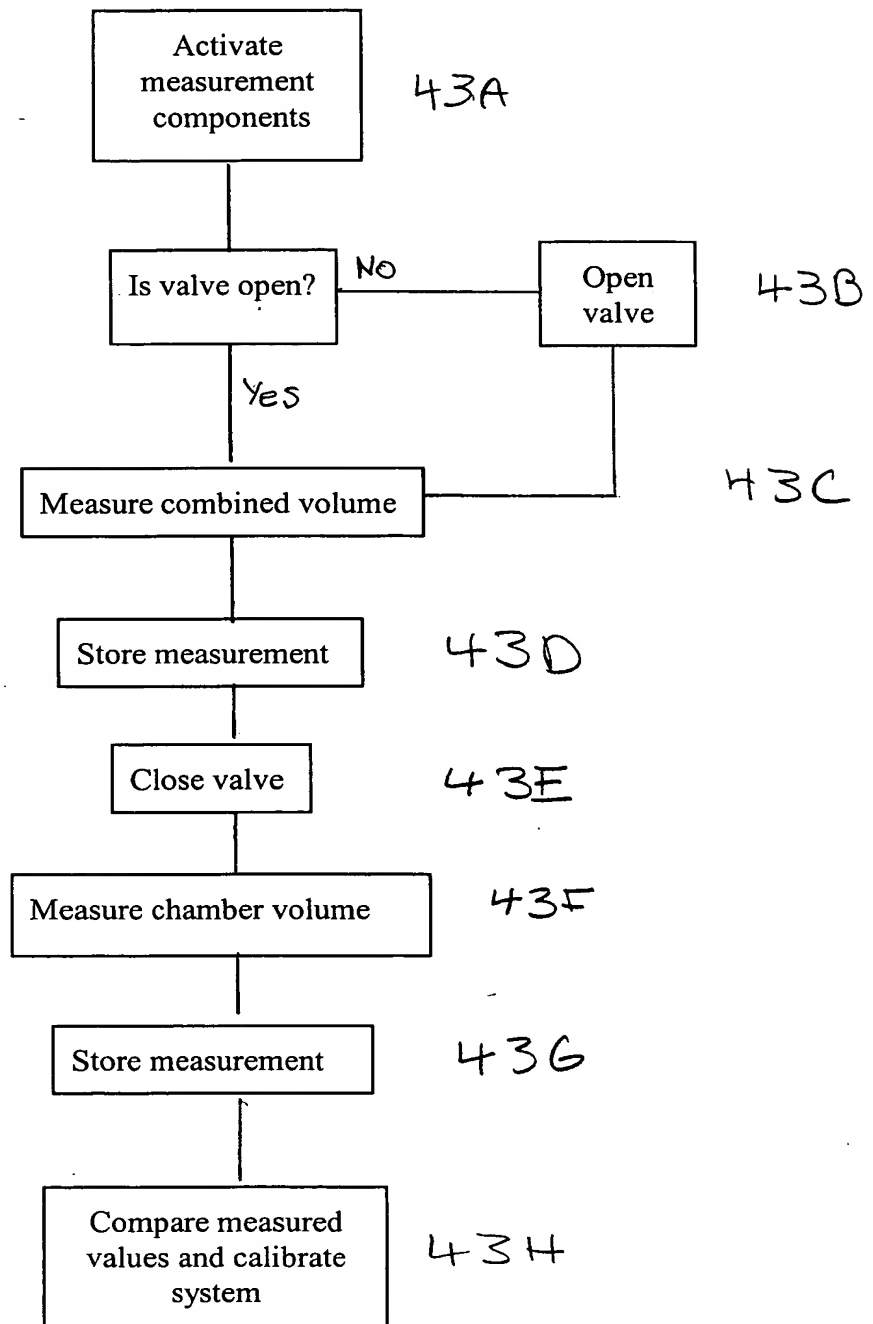 Activate
measurement
components
43A
Is valve open?
No
Open
valve
43B
Yes
Measure combined volume
43C
Store measurement
43D
Close valve
43E
Measure chamber volume
43F
Store measurement
43G
Compare measured
values and calibrate
system
43H